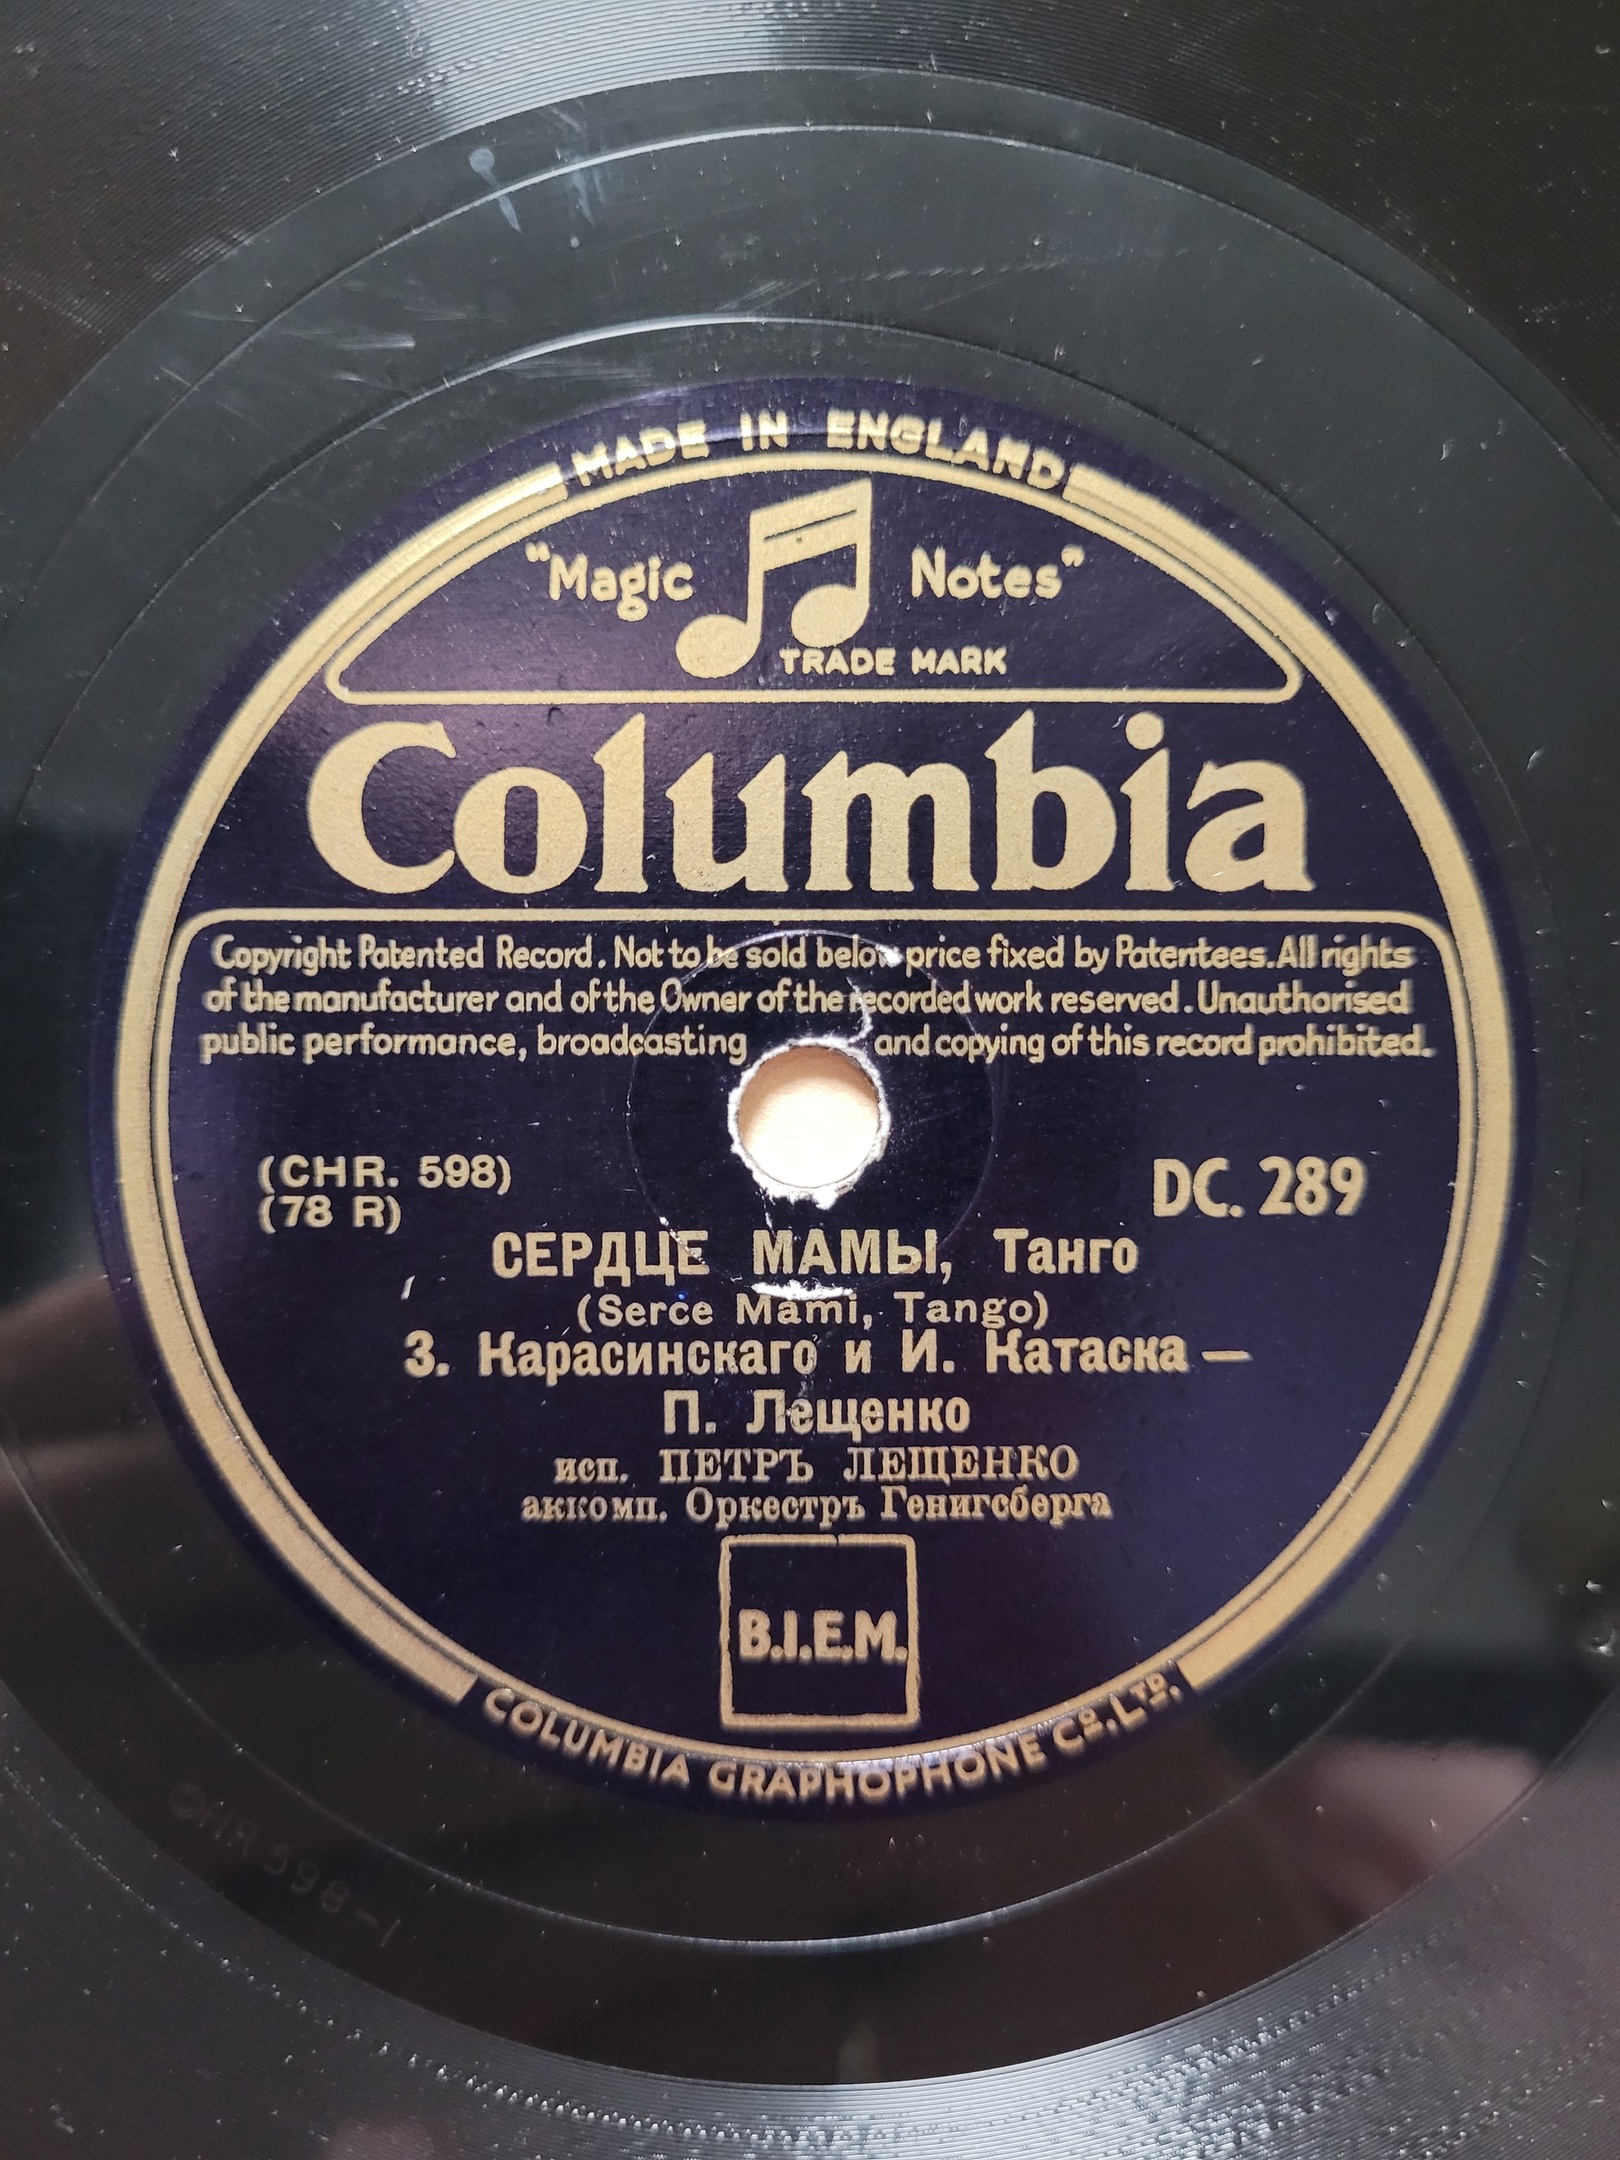 MADE IN ENGLAND
"Magic Notes"
TRADE MARK
Columbia
Copyright Patented Record. Not to be sold below price fixed by Patentees. All rights
of the manufacturer and of the Owner of the recorded work reserved. Unauthorised
public performance, broadcasting and copying of this record prohibited.
(CHR. 598) DC. 289
(78 R)
СЕРДЦЕ МАМЫ, Танго
(Serce Mami, Tango)
З. Карасинскаго и И. Катаска —
П. Лещенко
исп. ПЕТРЪ ЛЕЩЕНКО
аккомп. Оркестръ Генигсберга
B.I.E.M.
COLUMBIA GRAPHOPHONE Co. LTD.
CHR 598-1